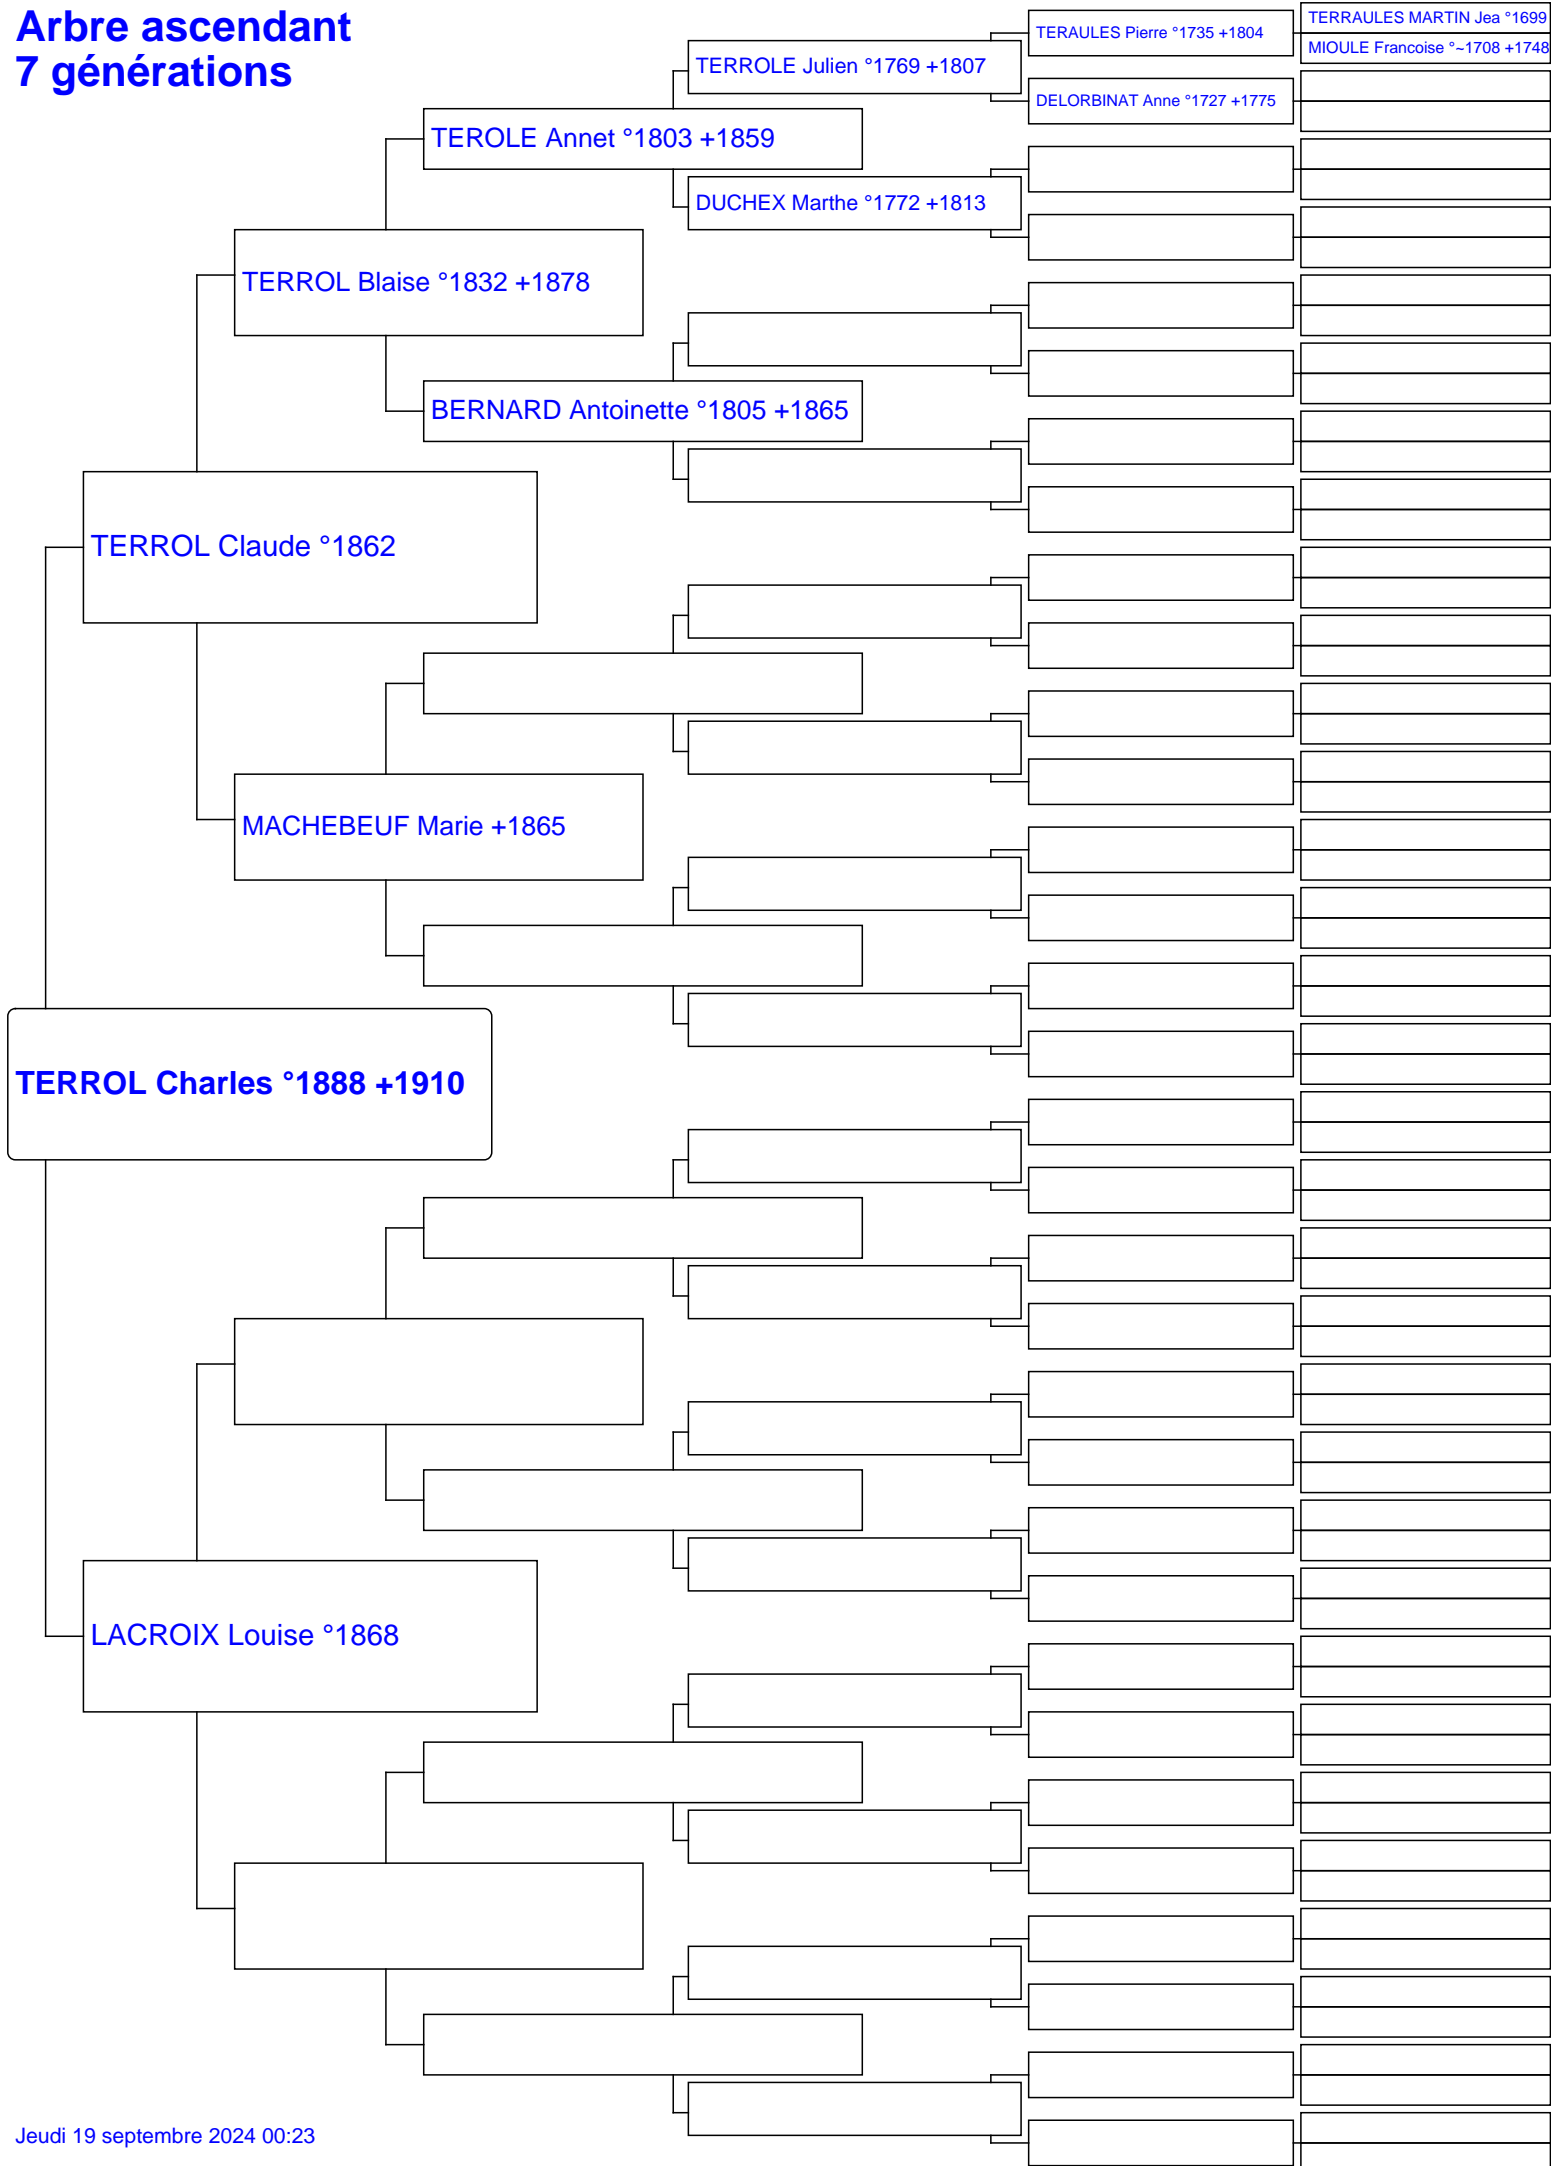 Arbre ascendant
7 générations
TERAULES Pierre °1735 +1804
TERRAULES MARTIN Jea °1699
MIOULE Francoise °~1708 +1748
TERROLE Julien °1769 +1807
DELORBINAT Anne °1727 +1775
TEROLE Annet °1803 +1859
DUCHEX Marthe °1772 +1813
TERROL Blaise °1832 +1878
BERNARD Antoinette °1805 +1865
TERROL Claude °1862
MACHEBEUF Marie +1865
TERROL Charles °1888 +1910
LACROIX Louise °1868
Jeudi 19 septembre 2024 00:23